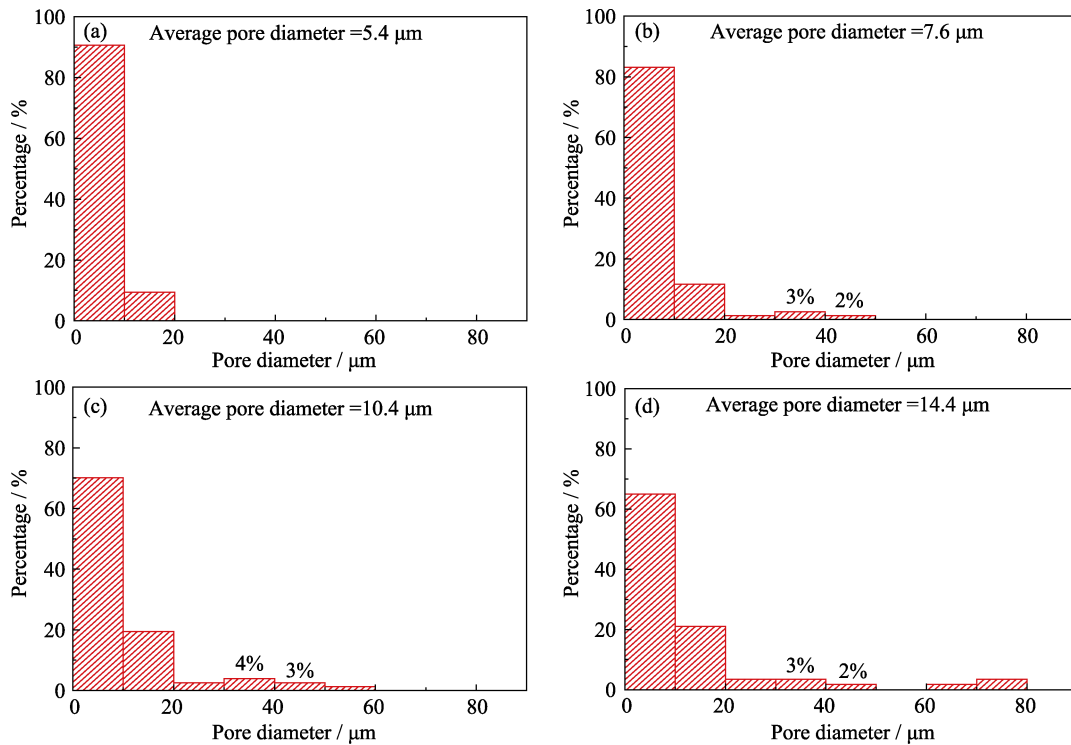 (a) Average pore diameter =5.4 μm
100
80
60
40
20
0
Percentage / %
0 20 40 60 80
Pore diameter / μm
(b) Average pore diameter =7.6 μm
100
80
60
40
20
0
Percentage / %
3% 2%
0 20 40 60 80
Pore diameter / μm
(c) Average pore diameter =10.4 μm
100
80
60
40
20
0
Percentage / %
4% 3%
0 20 40 60 80
Pore diameter / μm
(d) Average pore diameter =14.4 μm
100
80
60
40
20
0
Percentage / %
3% 2%
0 20 40 60 80
Pore diameter / μm